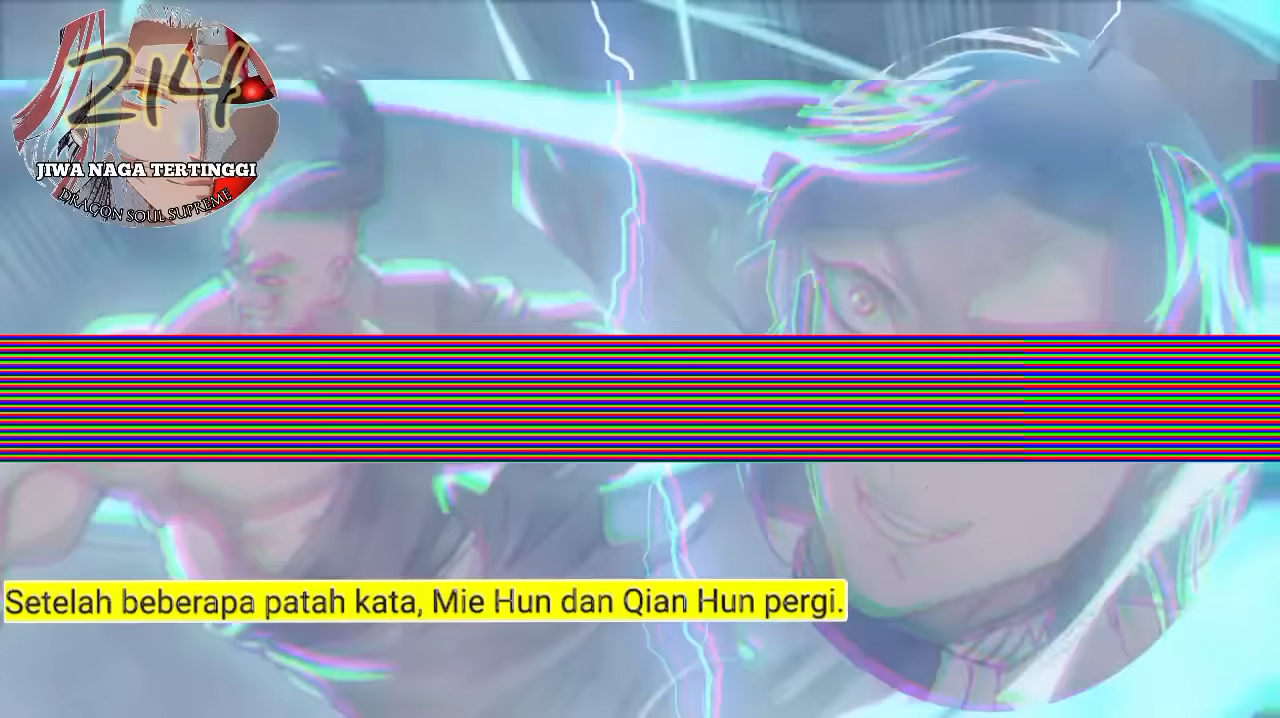 214
JIWA NAGA TERTINGGI
DRAGON SOUL SUPREME
Setelah beberapa patah kata, Mie Hun dan Qian Hun pergi.